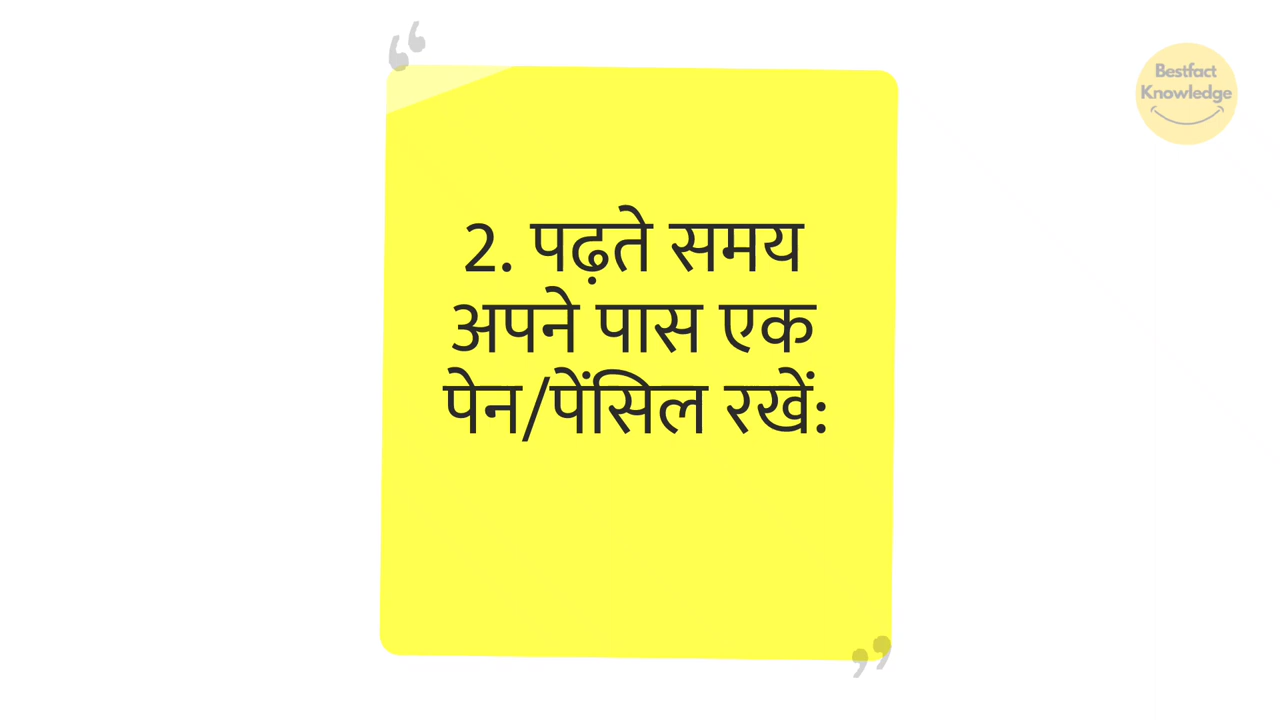 Bestfact
Knowledge
2. पढ़ते समय
अपने पास एक
पेन/पेंसिल रखें: